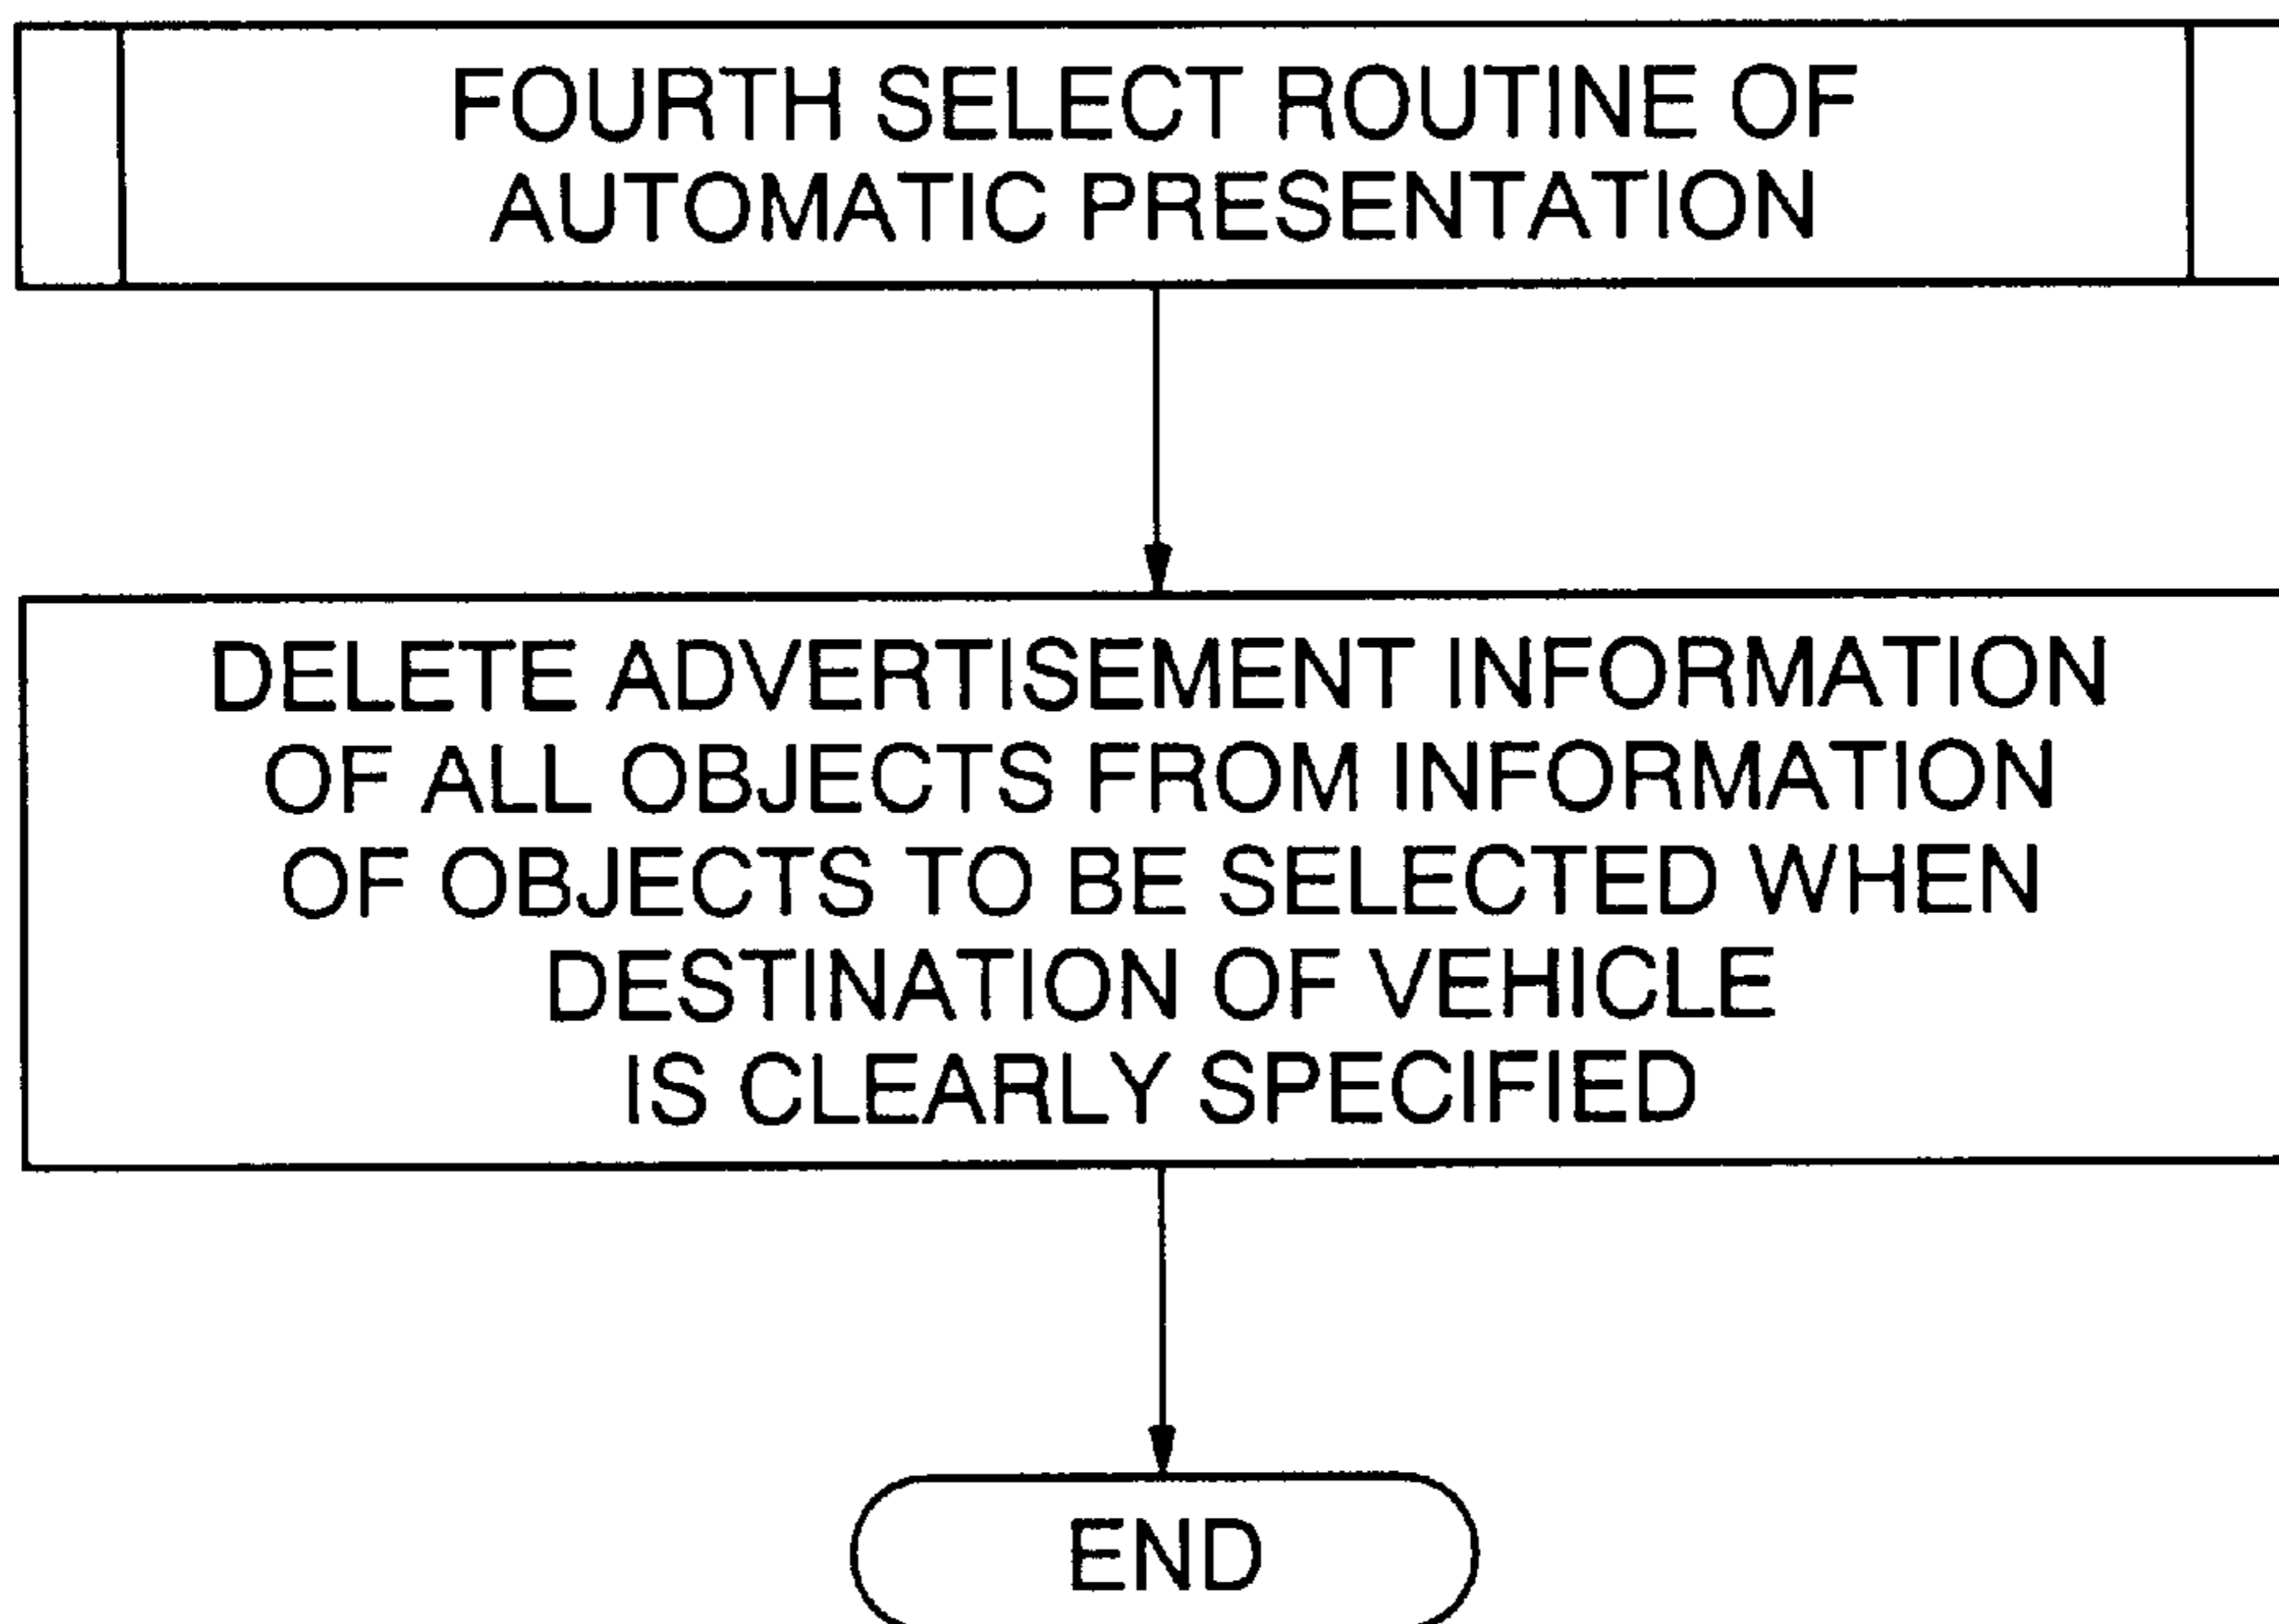 FOURTH SELECT ROUTINE OF
AUTOMATIC PRESENTATION
DELETE ADVERTISEMENT INFORMATION
OF ALL OBJECTS FROM INFORMATION
OF OBJECTS TO BE SELECTED WHEN
DESTINATION OF VEHICLE
IS CLEARLY SPECIFIED
END